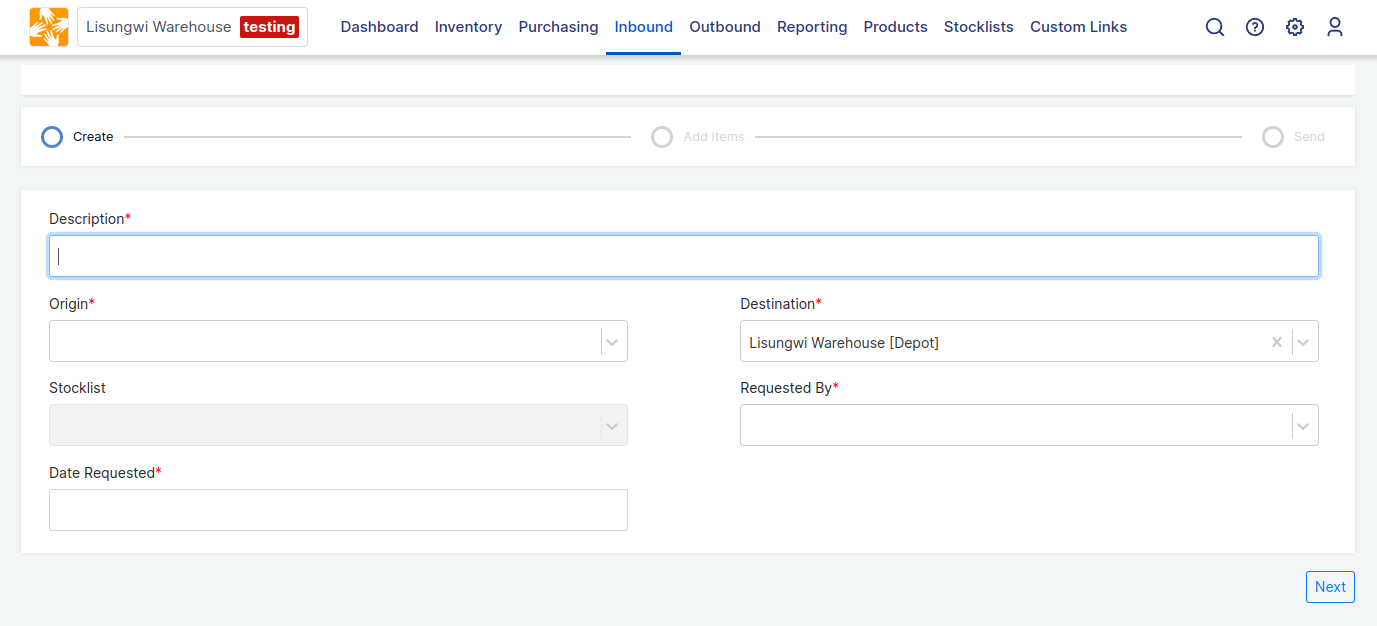 Lisungwi Warehouse testing Dashboard Inventory Purchasing Inbound Outbound Reporting Products Stocklists Custom Links
Create Add items Send
Description*
Origin* Destination*
Lisungwi Warehouse [Depot]
Stocklist Requested By*
Date Requested*
Next